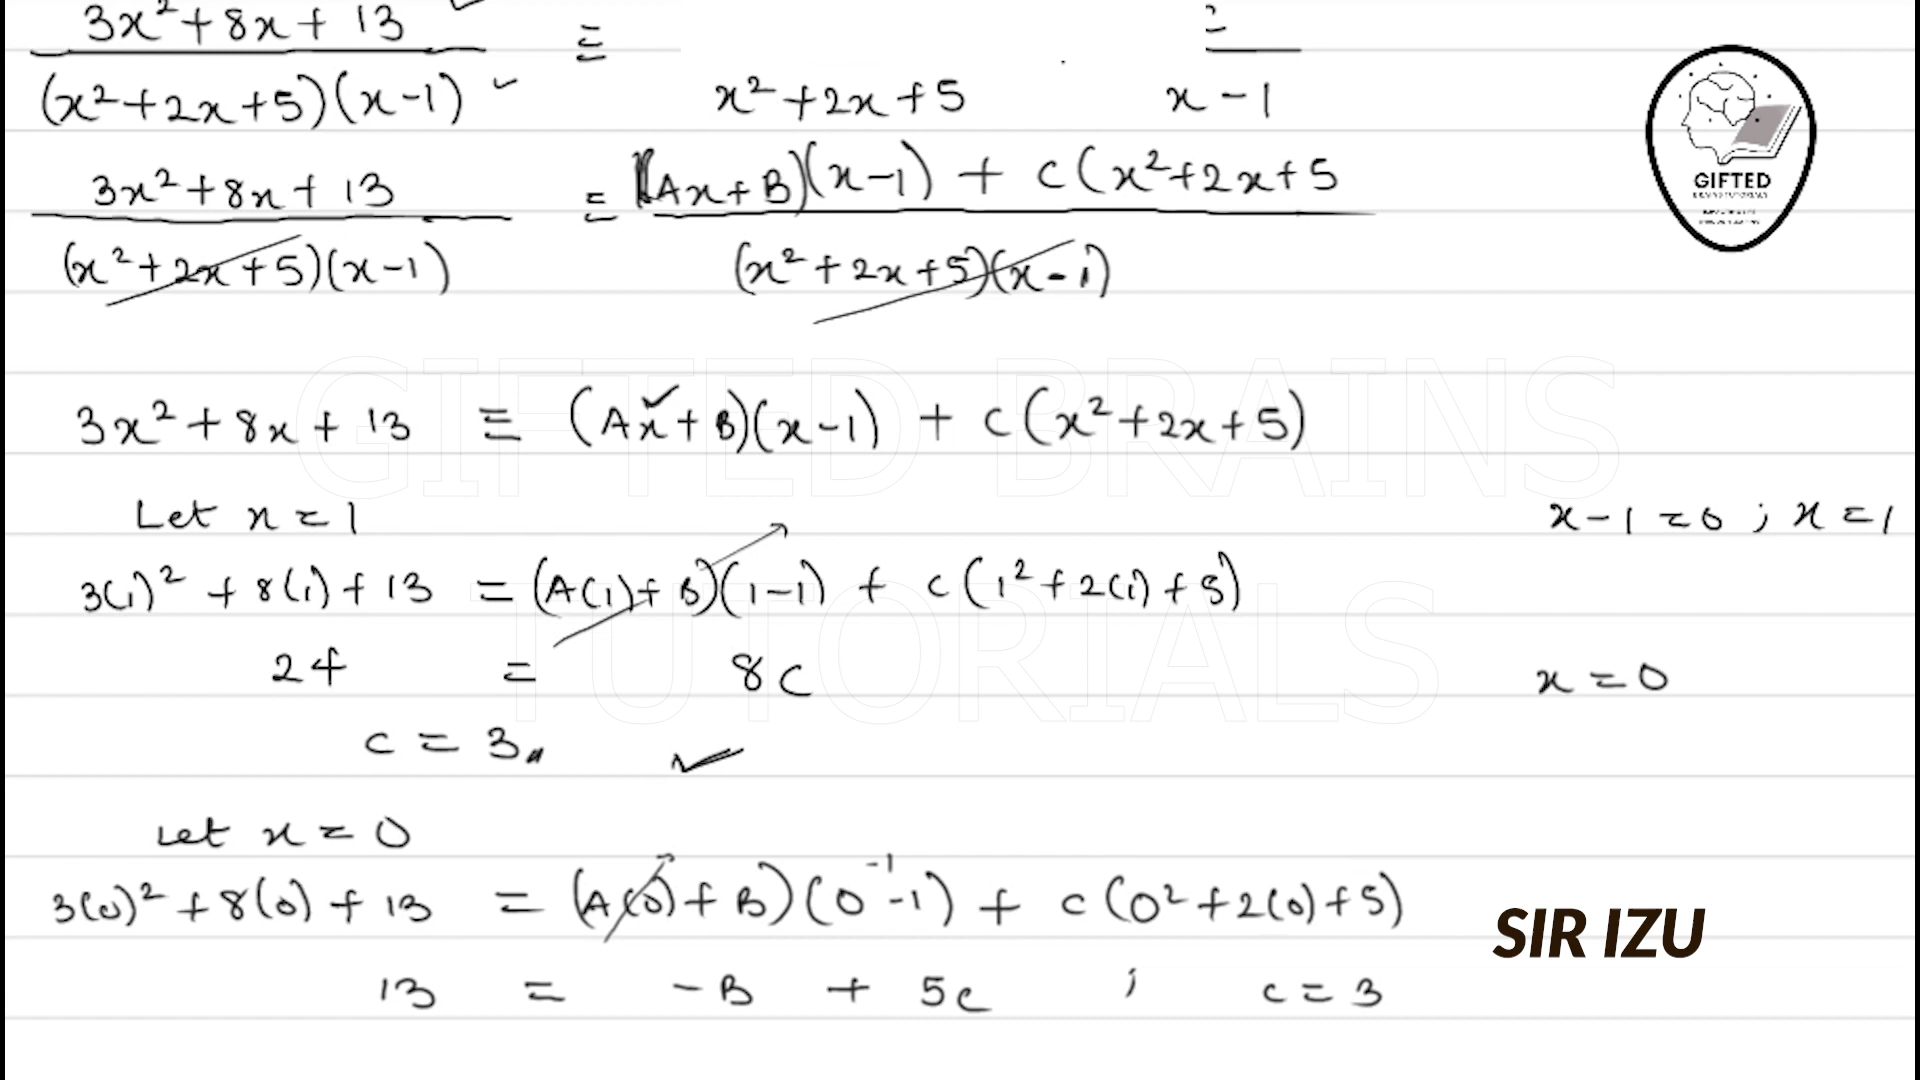 3x² + 8x + 13 ≡
(x² + 2x + 5)(x - 1) x² + 2x + 5 x - 1
3x² + 8x + 13 = (Ax + B)(x - 1) + C(x² + 2x + 5
(x² + 2x + 5)(x - 1) (x² + 2x + 5)(x - 1)
GIFTED
GIFTED BRAINS
3x² + 8x + 13 ≡ (Ax + B)(x - 1) + C(x² + 2x + 5)
Let x = 1 x - 1 = 0 ; x = 1
3(1)² + 8(1) + 13 = (A(1) + B)(1 - 1) + C(1² + 2(1) + 5)
TUTORIALS
24 = 8C x = 0
C = 3
Let x = 0
3(0)² + 8(0) + 13 = (A(0) + B)(0 - 1) + C(0² + 2(0) + 5)
-1
SIR IZU
13 = - B + 5C ; C = 3